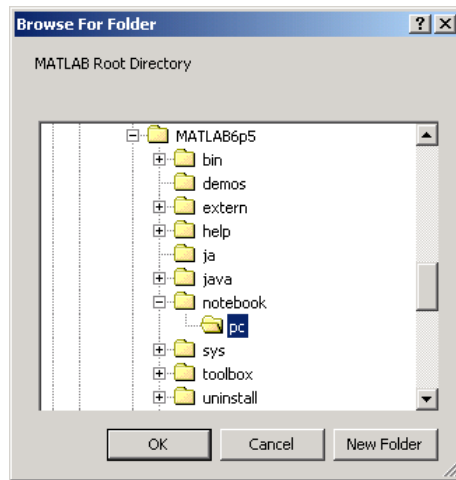 Browse For Folder
MATLAB Root Directory
MATLAB6p5
bin
demos
extern
help
ja
java
notebook
pc
sys
toolbox
uninstall
OK Cancel New Folder